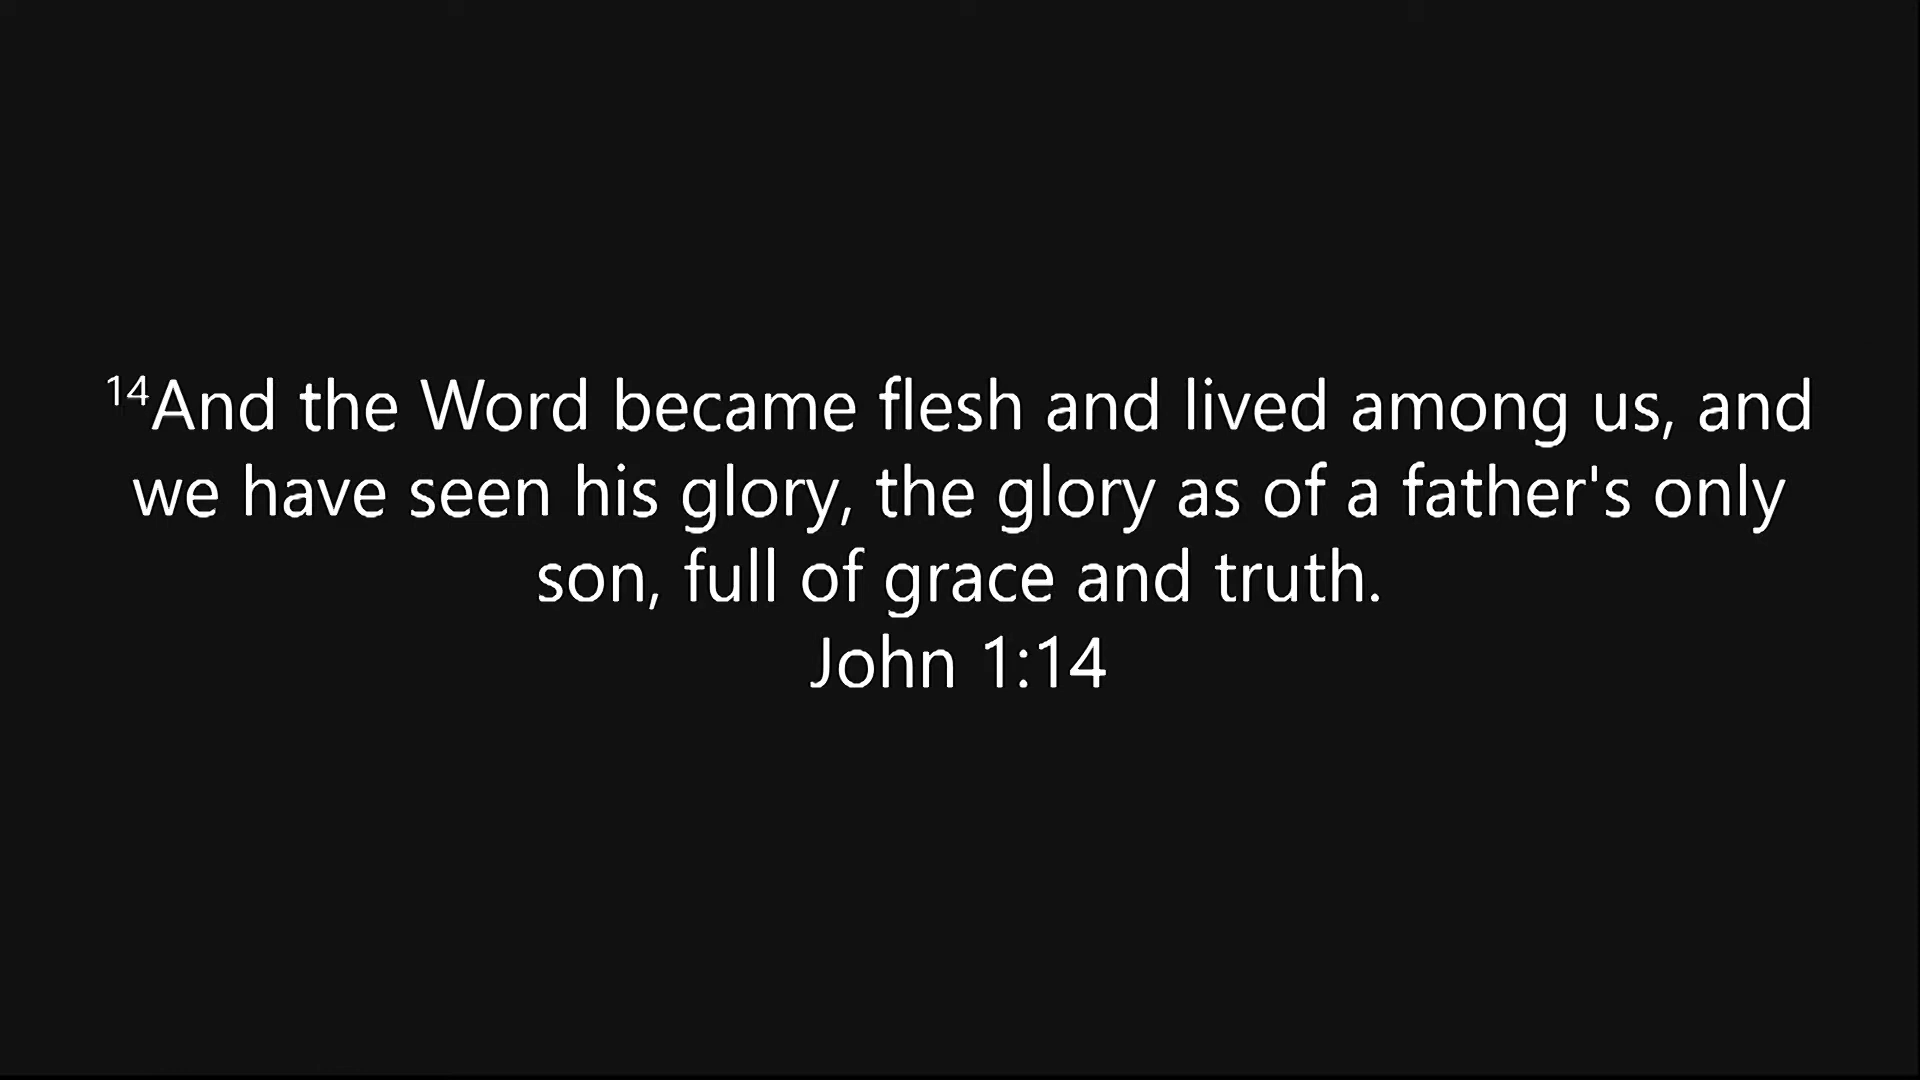 14And the Word became flesh and lived among us, and
we have seen his glory, the glory as of a father's only
son, full of grace and truth.
John 1:14